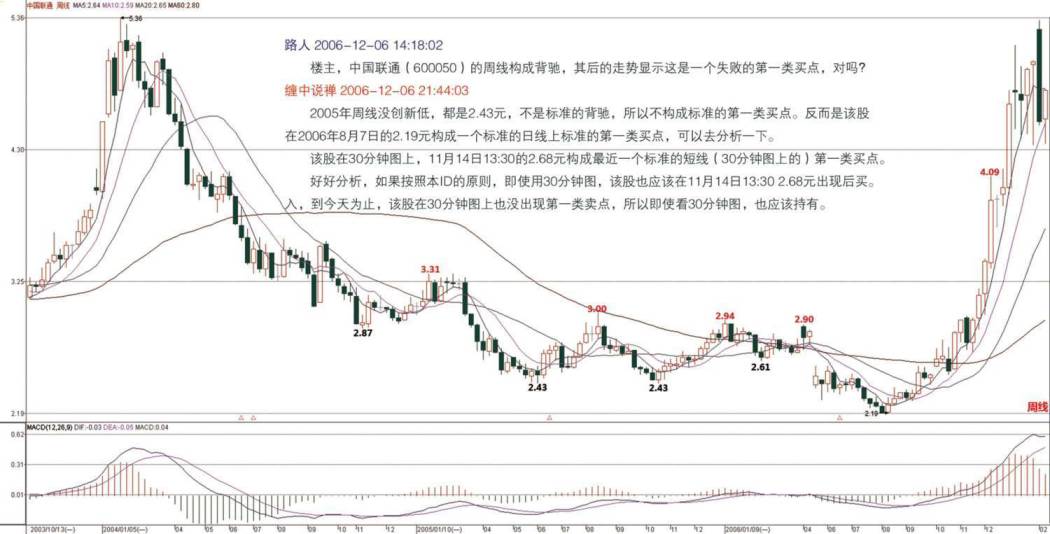 中国联通 周线 MA5:2.64 MA10:2.59 MA20:2.65 MA60:2.80
5.36
5.36
路人 2006-12-06 14:18:02
楼主，中国联通（600050）的周线构成背驰，其后的走势显示这是一个失败的第一类买点，对吗？
缠中说禅 2006-12-06 21:44:03
2005年周线没创新低，都是2.43元，不是标准的背驰，所以不构成标准的第一类买点。反而是该股
在2006年8月7日的2.19元构成一个标准的日线上标准的第一类买点，可以去分析一下。
该股在30分钟图上，11月14日13:30的2.68元构成最近一个标准的短线（30分钟图上的）第一类买点。
好好分析，如果按照本ID的原则，即使用30分钟图，该股也应该在11月14日13:30 2.68元出现后买。
入，到今天为止，该股在30分钟图上也没出现第一类卖点，所以即使看30分钟图，也应该持有。
4.30
4.09
3.25
3.31
3.00
2.94
2.90
2.87
2.43
2.43
2.61
2.19
2.19
周线
MACD(12,26,9) DIF:-0.03 DEA:-0.05 MACD:0.04
0.62
0.31
0.01
2003/10/13(一) 2004/01/05(一) 04 05 06 07 08 09 10 11 12 2005/01/10(一) 04 05 06 07 08 09 10 11 12 2006/01/09(一) 04 05 06 07 08 09 10 11 12 02